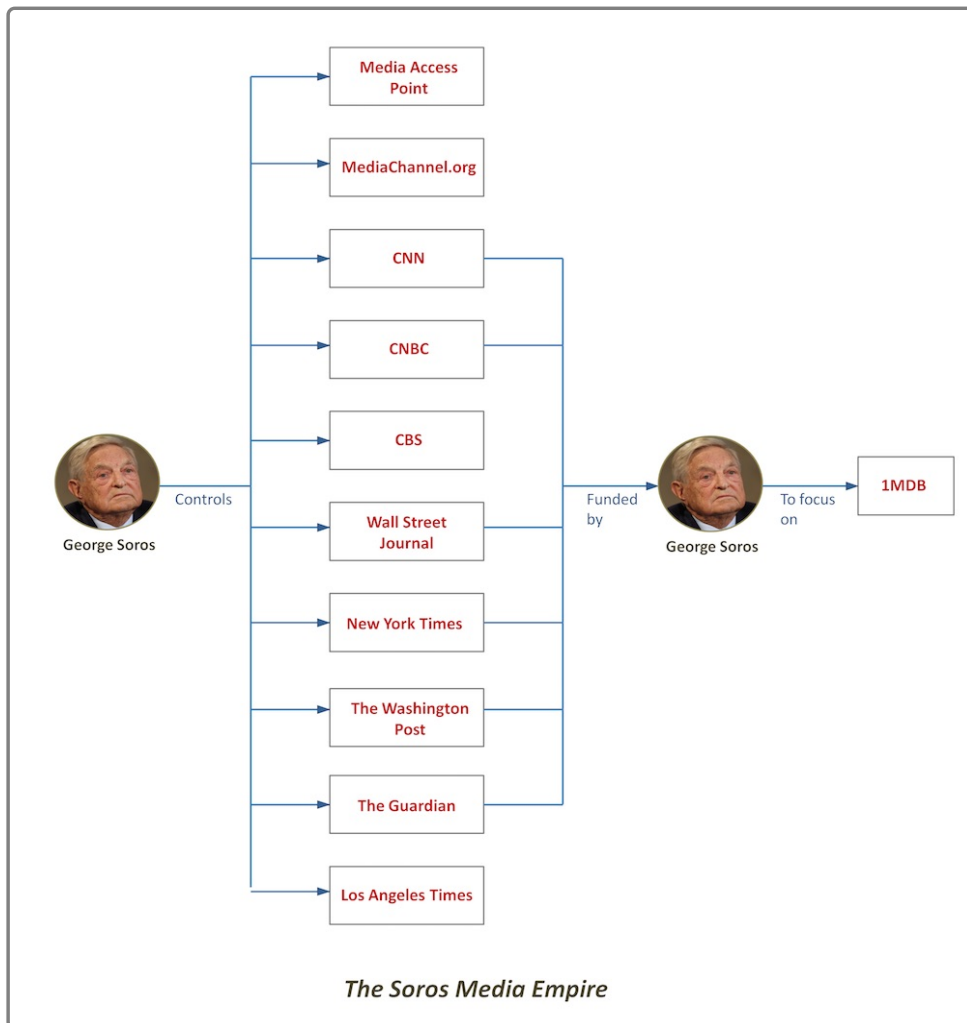 Media Access
Point
MediaChannel.org
CNN
CNBC
CBS
Controls
George Soros
Wall Street
Journal
New York Times
The Washington
Post
The Guardian
Los Angeles Times
Funded
by
George Soros
To focus
on
1MDB
The Soros Media Empire